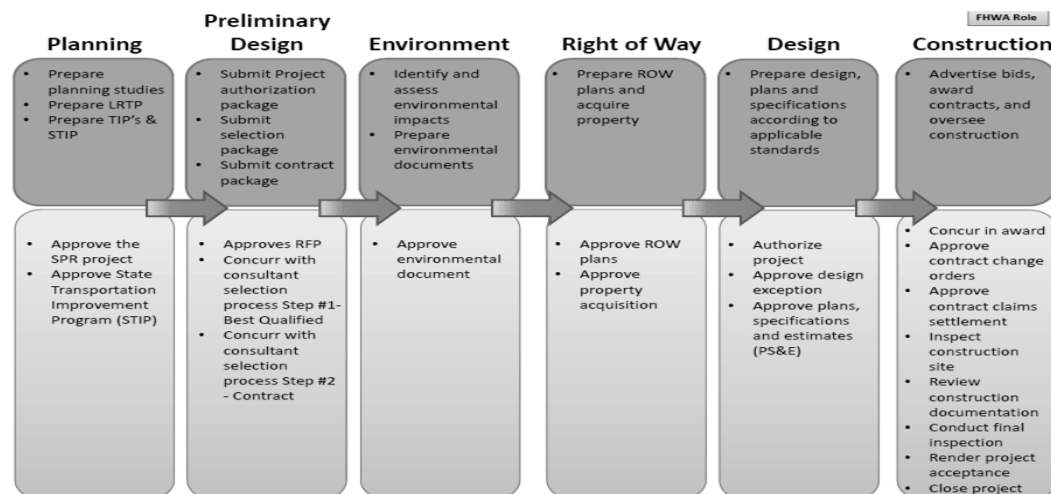 FHWA Role
Planning
Preliminary
Design
Environment
Right of Way
Design
Construction
• Prepare
planning studies
• Prepare LRTP
• Prepare TIP's &
STIP
• Submit Project
authorization
package
• Submit
selection
package
• Submit contract
package
• Identify and
assess
environmental
impacts
• Prepare
environmental
documents
• Prepare ROW
plans and
acquire
property
• Prepare design,
plans and
specifications
according to
applicable
standards
• Advertise bids,
award
contracts, and
oversee
construction
• Approve the
SPR project
• Approve State
Transportation
Improvement
Program (STIP)
• Approves RFP
• Concurr with
consultant
selection
process Step #1-
Best Qualified
• Concurr with
consultant
selection
process Step #2
- Contract
• Approve
environmental
document
• Approve ROW
plans
• Approve
property
acquisition
• Authorize
project
• Approve design
exception
• Approve plans,
specifications
and estimates
(PS&E)
• Concur in award
• Approve
contract change
orders
• Approve
contract claims
settlement
• Inspect
construction
site
• Review
construction
documentation
• Conduct final
inspection
• Render project
acceptance
• Close project